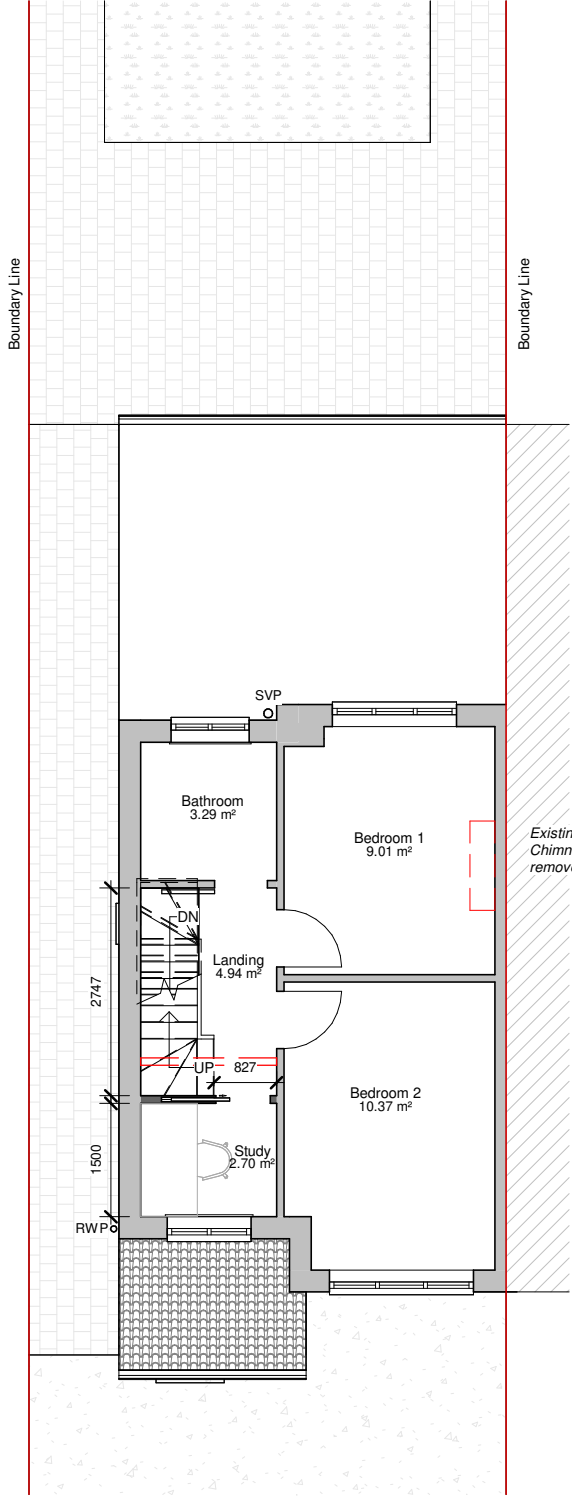 Boundary Line
Boundary Line
SVP
Bathroom
3.29 m²
Bedroom 1
9.01 m²
Existin
Chimn
remove
DN
Landing
4.94 m²
2747
UP
827
Bedroom 2
10.37 m²
1500
Study
2.70 m²
RWP